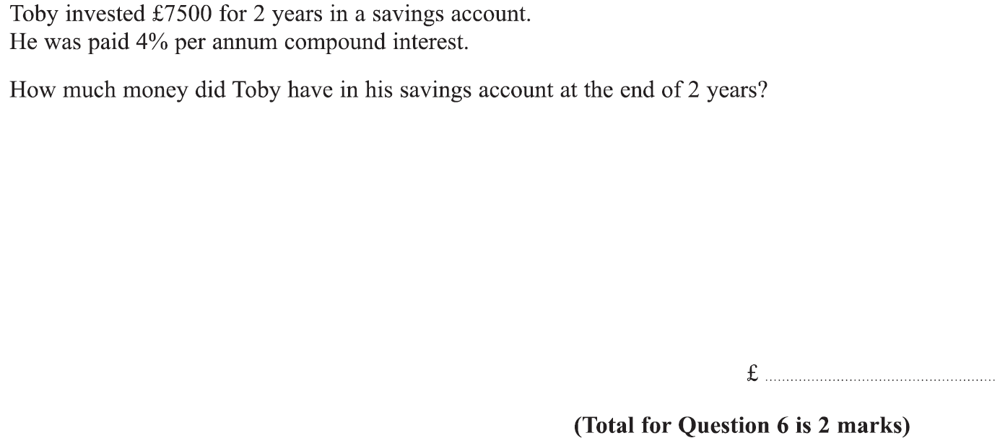 Toby invested £7500 for 2 years in a savings account.
He was paid 4% per annum compound interest.
How much money did Toby have in his savings account at the end of 2 years?
£ ......................................................
(Total for Question 6 is 2 marks)